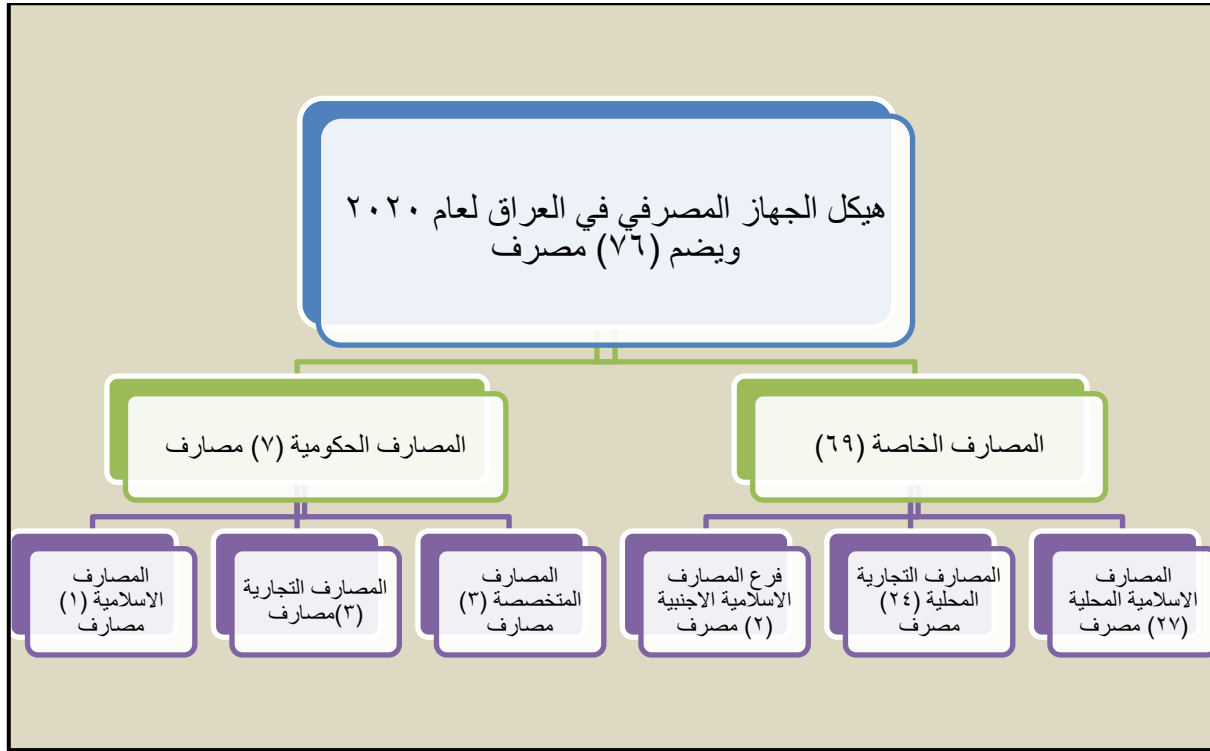 هيكل الجهاز المصرفي في العراق لعام ٢٠٢٠
ويضم (٧٦) مصرف
المصارف الخاصة (٦٩)
المصارف الحكومية (٧) مصارف
المصارف
الاسلامية المحلية
(٢٧) مصرف
المصارف التجارية
المحلية (٢٤)
مصرف
فرع المصارف
الاسلامية الاجنبية
(٢) مصرف
المصارف
المتخصصة (٣)
مصارف
المصارف التجارية
(٣)مصارف
المصارف
الاسلامية (١)
مصارف